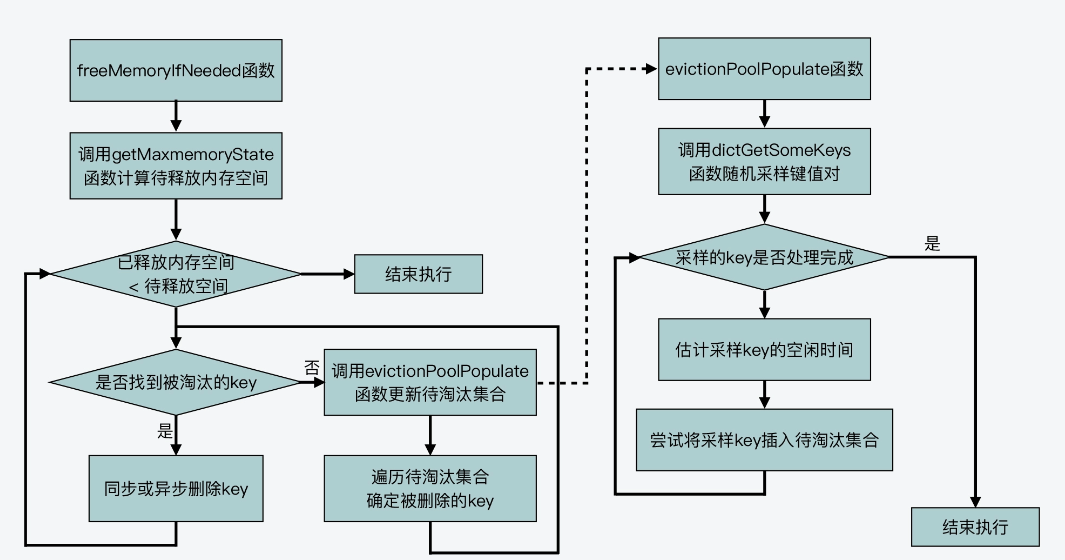 freeMemoryIfNeeded函数
调用getMaxmemoryState
函数计算待释放内存空间
已释放内存空间
< 待释放空间
结束执行
是否找到被淘汰的key
否
调用evictionPoolPopulate
函数更新待淘汰集合
是
同步或异步删除key
遍历待淘汰集合
确定被删除的key
evictionPoolPopulate函数
调用dictGetSomeKeys
函数随机采样键值对
采样的key是否处理完成
是
估计采样key的空闲时间
尝试将采样key插入待淘汰集合
结束执行